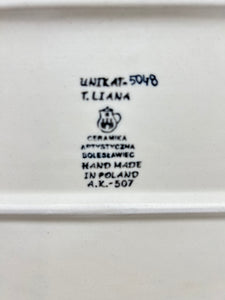 UNIKAT-5048
T. LIANA
CERAMIKA
ARTYSTYCZNA
BOLESŁAWIEC
HAND MADE
IN POLAND
A.K.-507